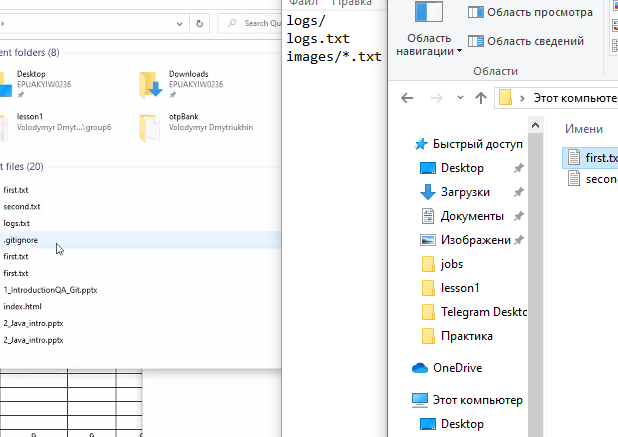 Search Qu
ent folders (8)
Desktop
EPUAKYIW0236
Downloads
EPUAKYIW0236
lesson1
Volodymyr Dmyt...\group6
otpBank
Volodymyr Dmytriukhin
t files (20)
first.txt
second.txt
logs.txt
.gitignore
first.txt
first.txt
1_IntroductionQA_Git.pptx
index.html
2_Java_intro.pptx
2_Java_intro.pptx
Правка
logs/
logs.txt
images/*.txt
Область
навигации
Область просмотра
Область сведений
Области
Этот компьюте
Имени
Быстрый доступ
Desktop
Загрузки
Документы
Изображени
jobs
lesson1
Telegram Deskto
Практика
OneDrive
Этот компьютер
Desktop
first.tx
secon